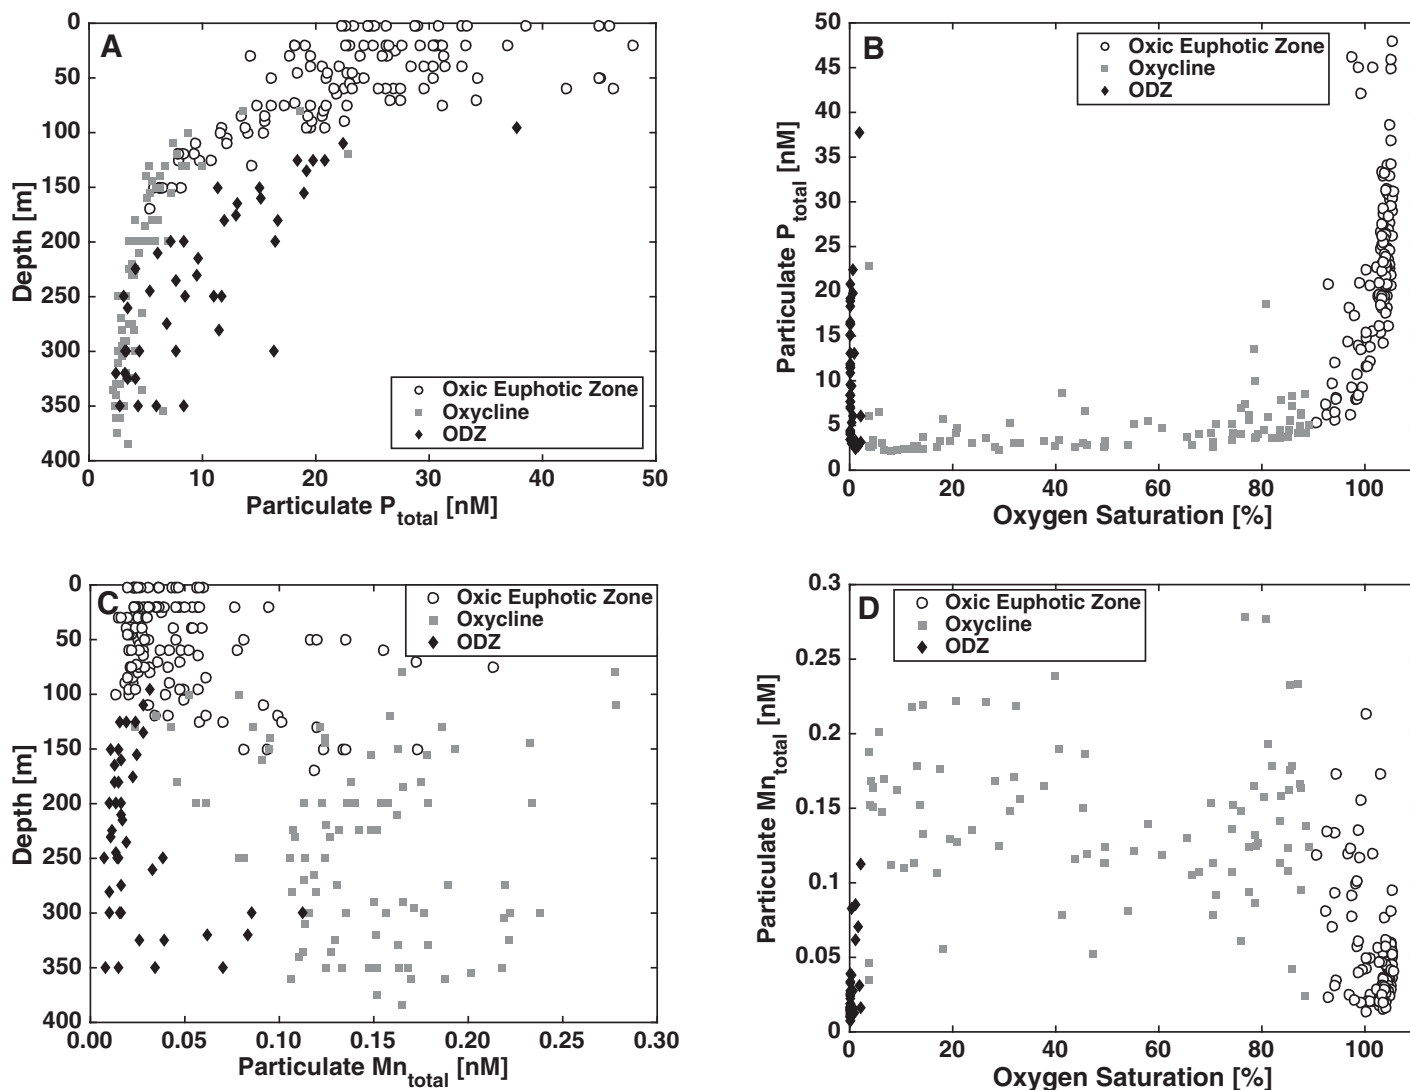 A
0
50
100
150
200
250
300
350
400
Depth [m]
0 10 20 30 40 50
Particulate P_total [nM]
Oxic Euphotic Zone
Oxycline
ODZ
B
50
45
40
35
30
25
20
15
10
5
0
Particulate P_total [nM]
0 20 40 60 80 100
Oxygen Saturation [%]
Oxic Euphotic Zone
Oxycline
ODZ
C
0
50
100
150
200
250
300
350
400
Depth [m]
0.00 0.05 0.10 0.15 0.20 0.25 0.30
Particulate Mn_total [nM]
Oxic Euphotic Zone
Oxycline
ODZ
D
0.3
0.25
0.2
0.15
0.1
0.05
0
Particulate Mn_total [nM]
0 20 40 60 80 100
Oxygen Saturation [%]
Oxic Euphotic Zone
Oxycline
ODZ